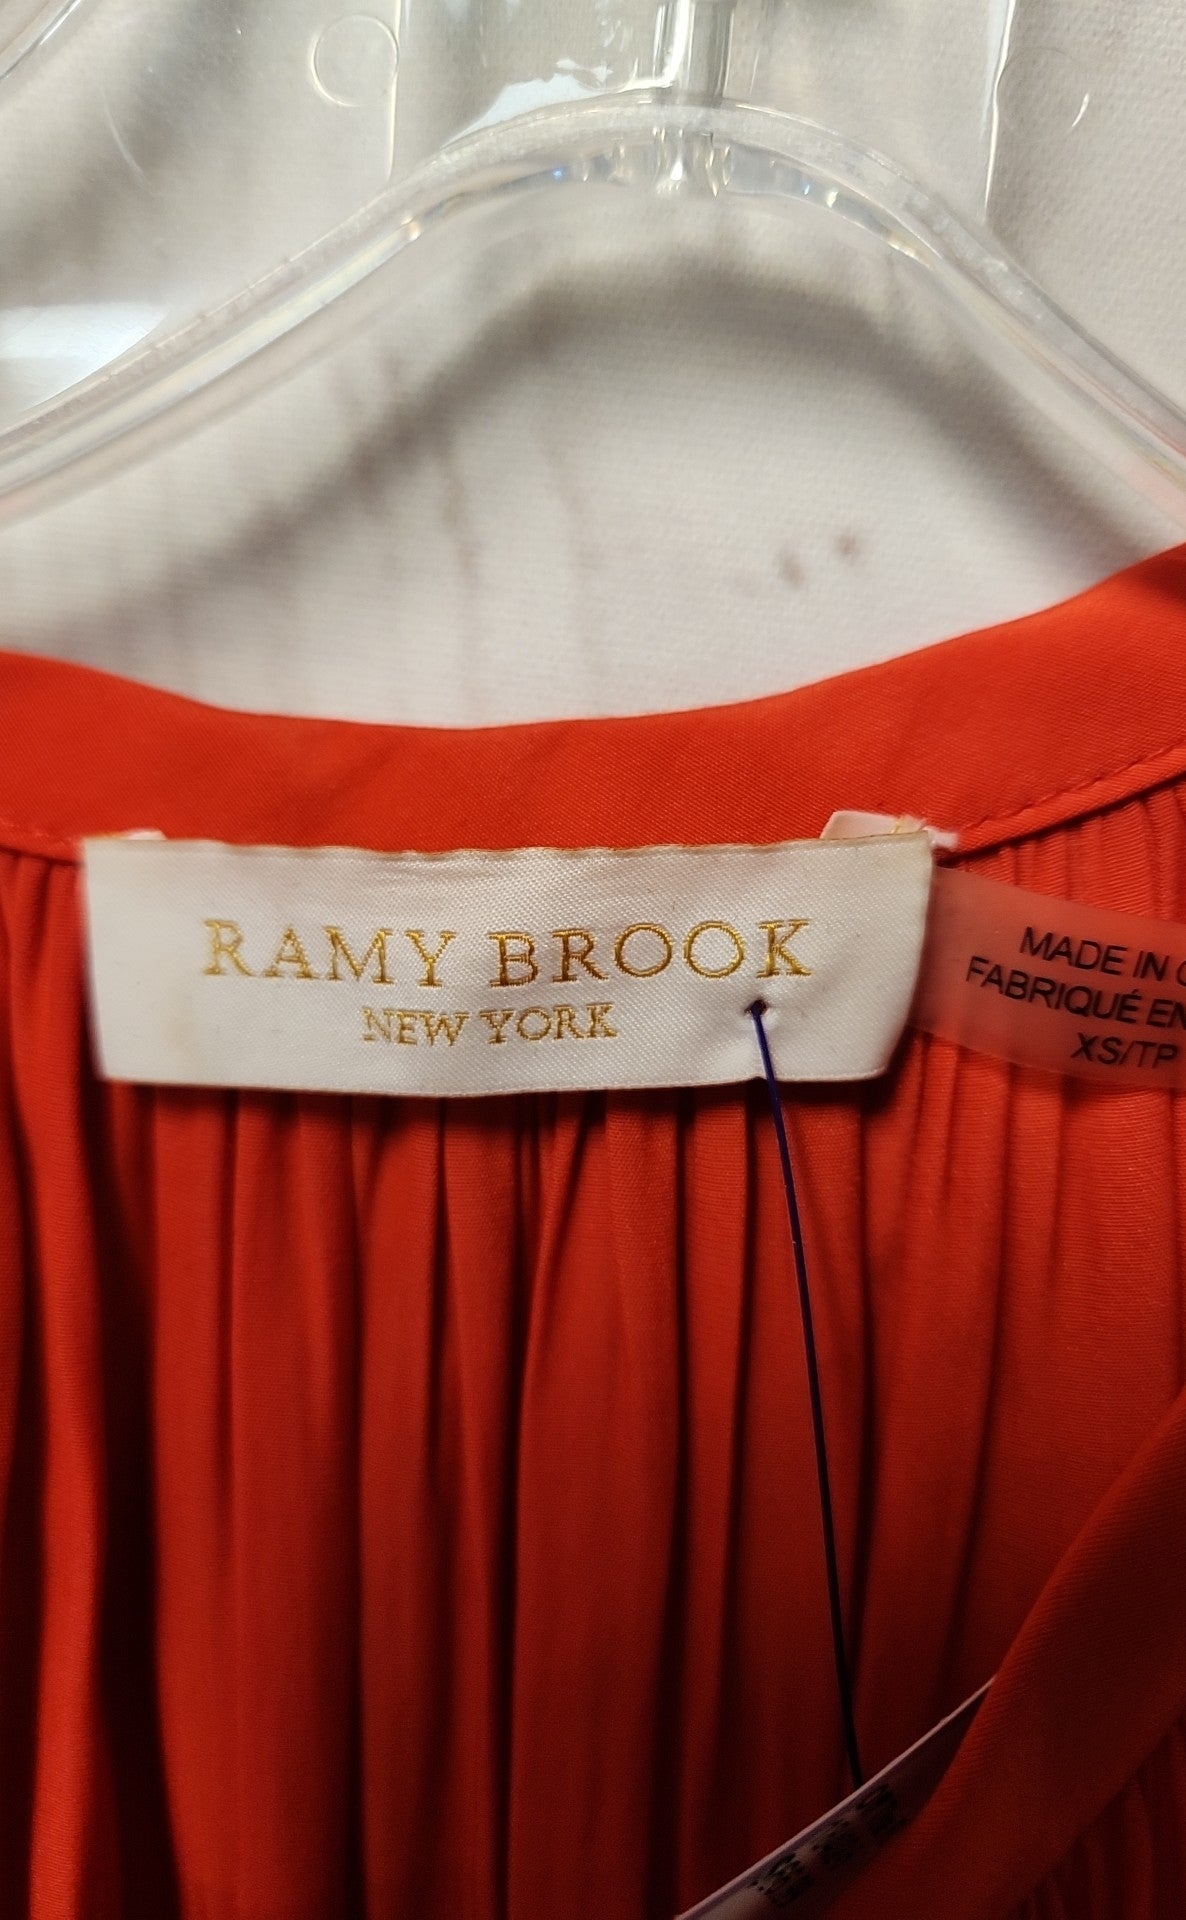 RAMY BROOK
NEW YORK
MADE IN
FABRIQUÉ EN
XS/TP